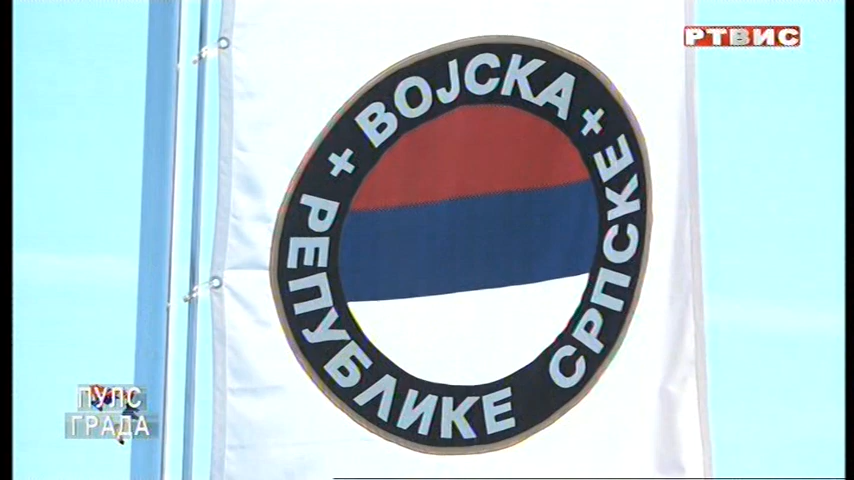 РТВИС
+ ВОЈСКА +
РЕПУБЛИКЕ СРПСКЕ
ПУЛС
ГРАДА